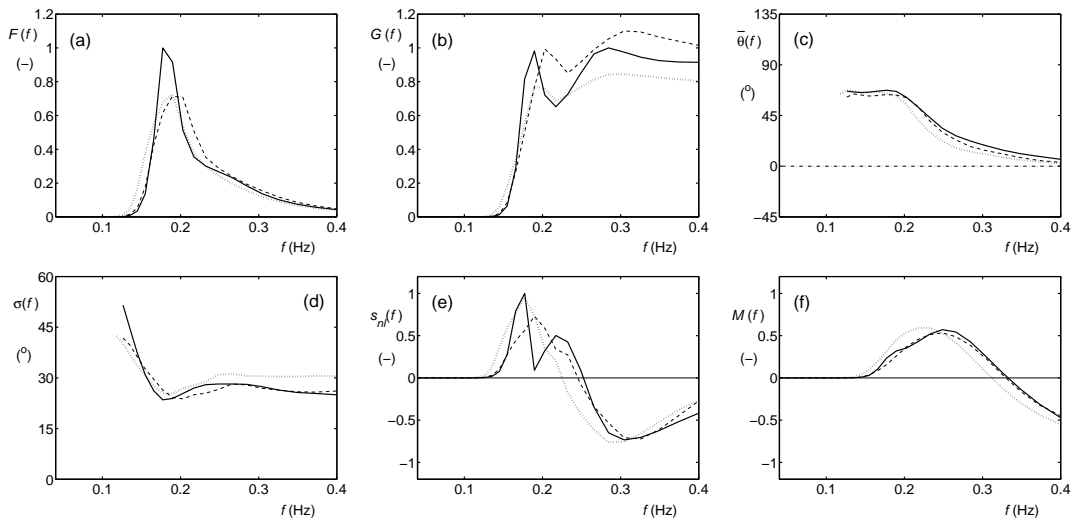 1.2
1
0.8
0.6
0.4
0.2
0
F(f)
(–)
(a)
0.1 0.2 0.3 0.4
f (Hz)
1.2
1
0.8
0.6
0.4
0.2
0
G(f)
(–)
(b)
0.1 0.2 0.3 0.4
f (Hz)
135
90
45
0
−45
θ̅(f)
(°)
(c)
0.1 0.2 0.3 0.4
f (Hz)
60
45
30
15
0
σ(f)
(°)
(d)
0.1 0.2 0.3 0.4
f (Hz)
1
0.5
0
−0.5
−1
s_nl(f)
(–)
(e)
0.1 0.2 0.3 0.4
f (Hz)
1
0.5
0
−0.5
−1
M(f)
(–)
(f)
0.1 0.2 0.3 0.4
f (Hz)